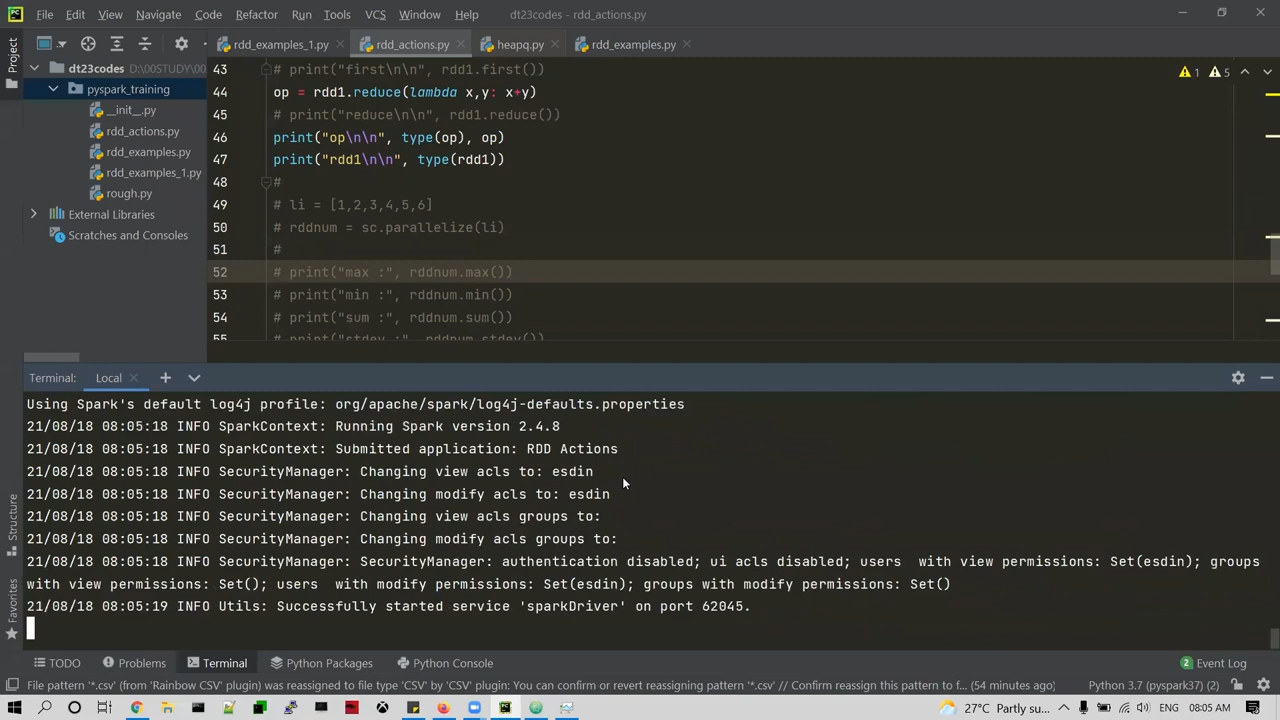 File Edit View Navigate Code Refactor Run Tools VCS Window Help dt23codes - rdd_actions.py
Project
rdd_examples_1.py rdd_actions.py heapq.py rdd_examples.py
dt23codes D:\00STUDY\00_
pyspark_training
__init__.py
rdd_actions.py
rdd_examples.py
rdd_examples_1.py
rough.py
External Libraries
Scratches and Consoles
43 # print("first\n\n", rdd1.first())
44 op = rdd1.reduce(lambda x,y: x+y)
45 # print("reduce\n\n", rdd1.reduce())
46 print("op\n\n", type(op), op)
47 print("rdd1\n\n", type(rdd1))
48 #
49 # li = [1,2,3,4,5,6]
50 # rddnum = sc.parallelize(li)
51 #
52 # print("max :", rddnum.max())
53 # print("min :", rddnum.min())
54 # print("sum :", rddnum.sum())
55 # print("stdev :", rddnum.stdev())
1 5
Terminal: Local
Using Spark's default log4j profile: org/apache/spark/log4j-defaults.properties
21/08/18 08:05:18 INFO SparkContext: Running Spark version 2.4.8
21/08/18 08:05:18 INFO SparkContext: Submitted application: RDD Actions
21/08/18 08:05:18 INFO SecurityManager: Changing view acls to: esdin
21/08/18 08:05:18 INFO SecurityManager: Changing modify acls to: esdin
21/08/18 08:05:18 INFO SecurityManager: Changing view acls groups to:
21/08/18 08:05:18 INFO SecurityManager: Changing modify acls groups to:
21/08/18 08:05:18 INFO SecurityManager: SecurityManager: authentication disabled; ui acls disabled; users  with view permissions: Set(esdin); groups
with view permissions: Set(); users  with modify permissions: Set(esdin); groups with modify permissions: Set()
21/08/18 08:05:19 INFO Utils: Successfully started service 'sparkDriver' on port 62045.
Structure
Favorites
TODO Problems Terminal Python Packages Python Console 2 Event Log
File pattern '*.csv' (from 'Rainbow CSV' plugin) was reassigned to file type 'CSV' by 'CSV' plugin: You can confirm or revert reassigning pattern '*.csv' // Confirm reassign this pattern to f... (54 minutes ago) Python 3.7 (pyspark37) (2)
27°C Partly su... ENG 08:05 AM